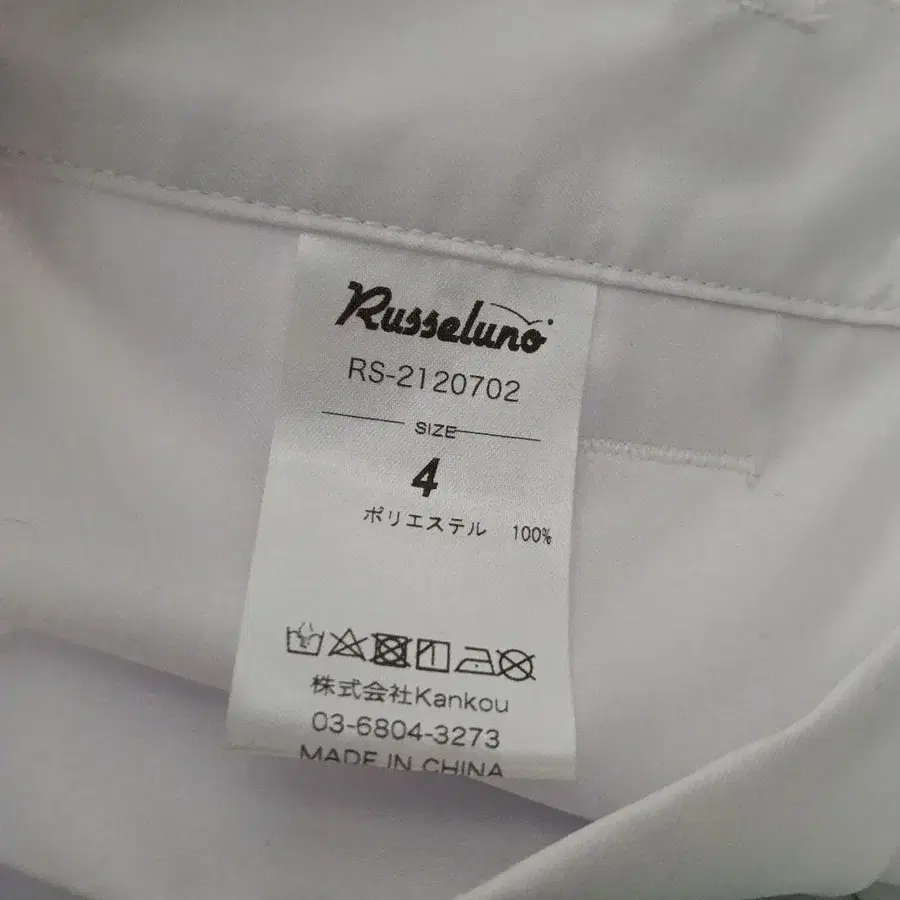 Russeluno
RS-2120702
SIZE
4
ポリエステル 100%
株式会社Kankou
03-6804-3273
MADE IN CHINA